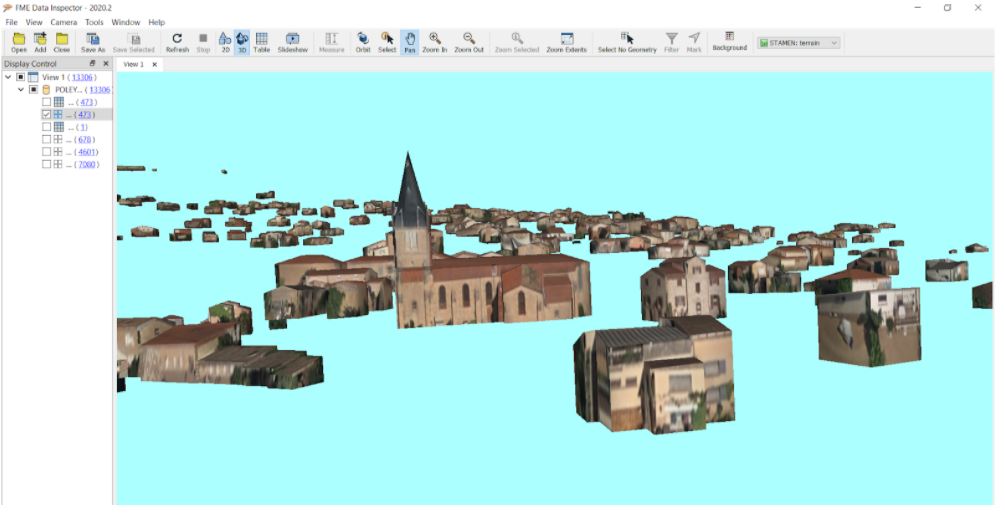 FME Data Inspector - 2020.2
File View Camera Tools Window Help
Open Add Close Save As Save Selected Refresh Stop 2D 3D Table Slideshow Measure Orbit Select Pan Zoom In Zoom Out Zoom Selected Zoom Extents Select No Geometry Filter Mark Background STAMEN: terrain
Display Control View 1
View 1 (13306)
POLEY... (13306
... (473)
... (473)
... (1)
... (678)
... (4601)
... (7080)